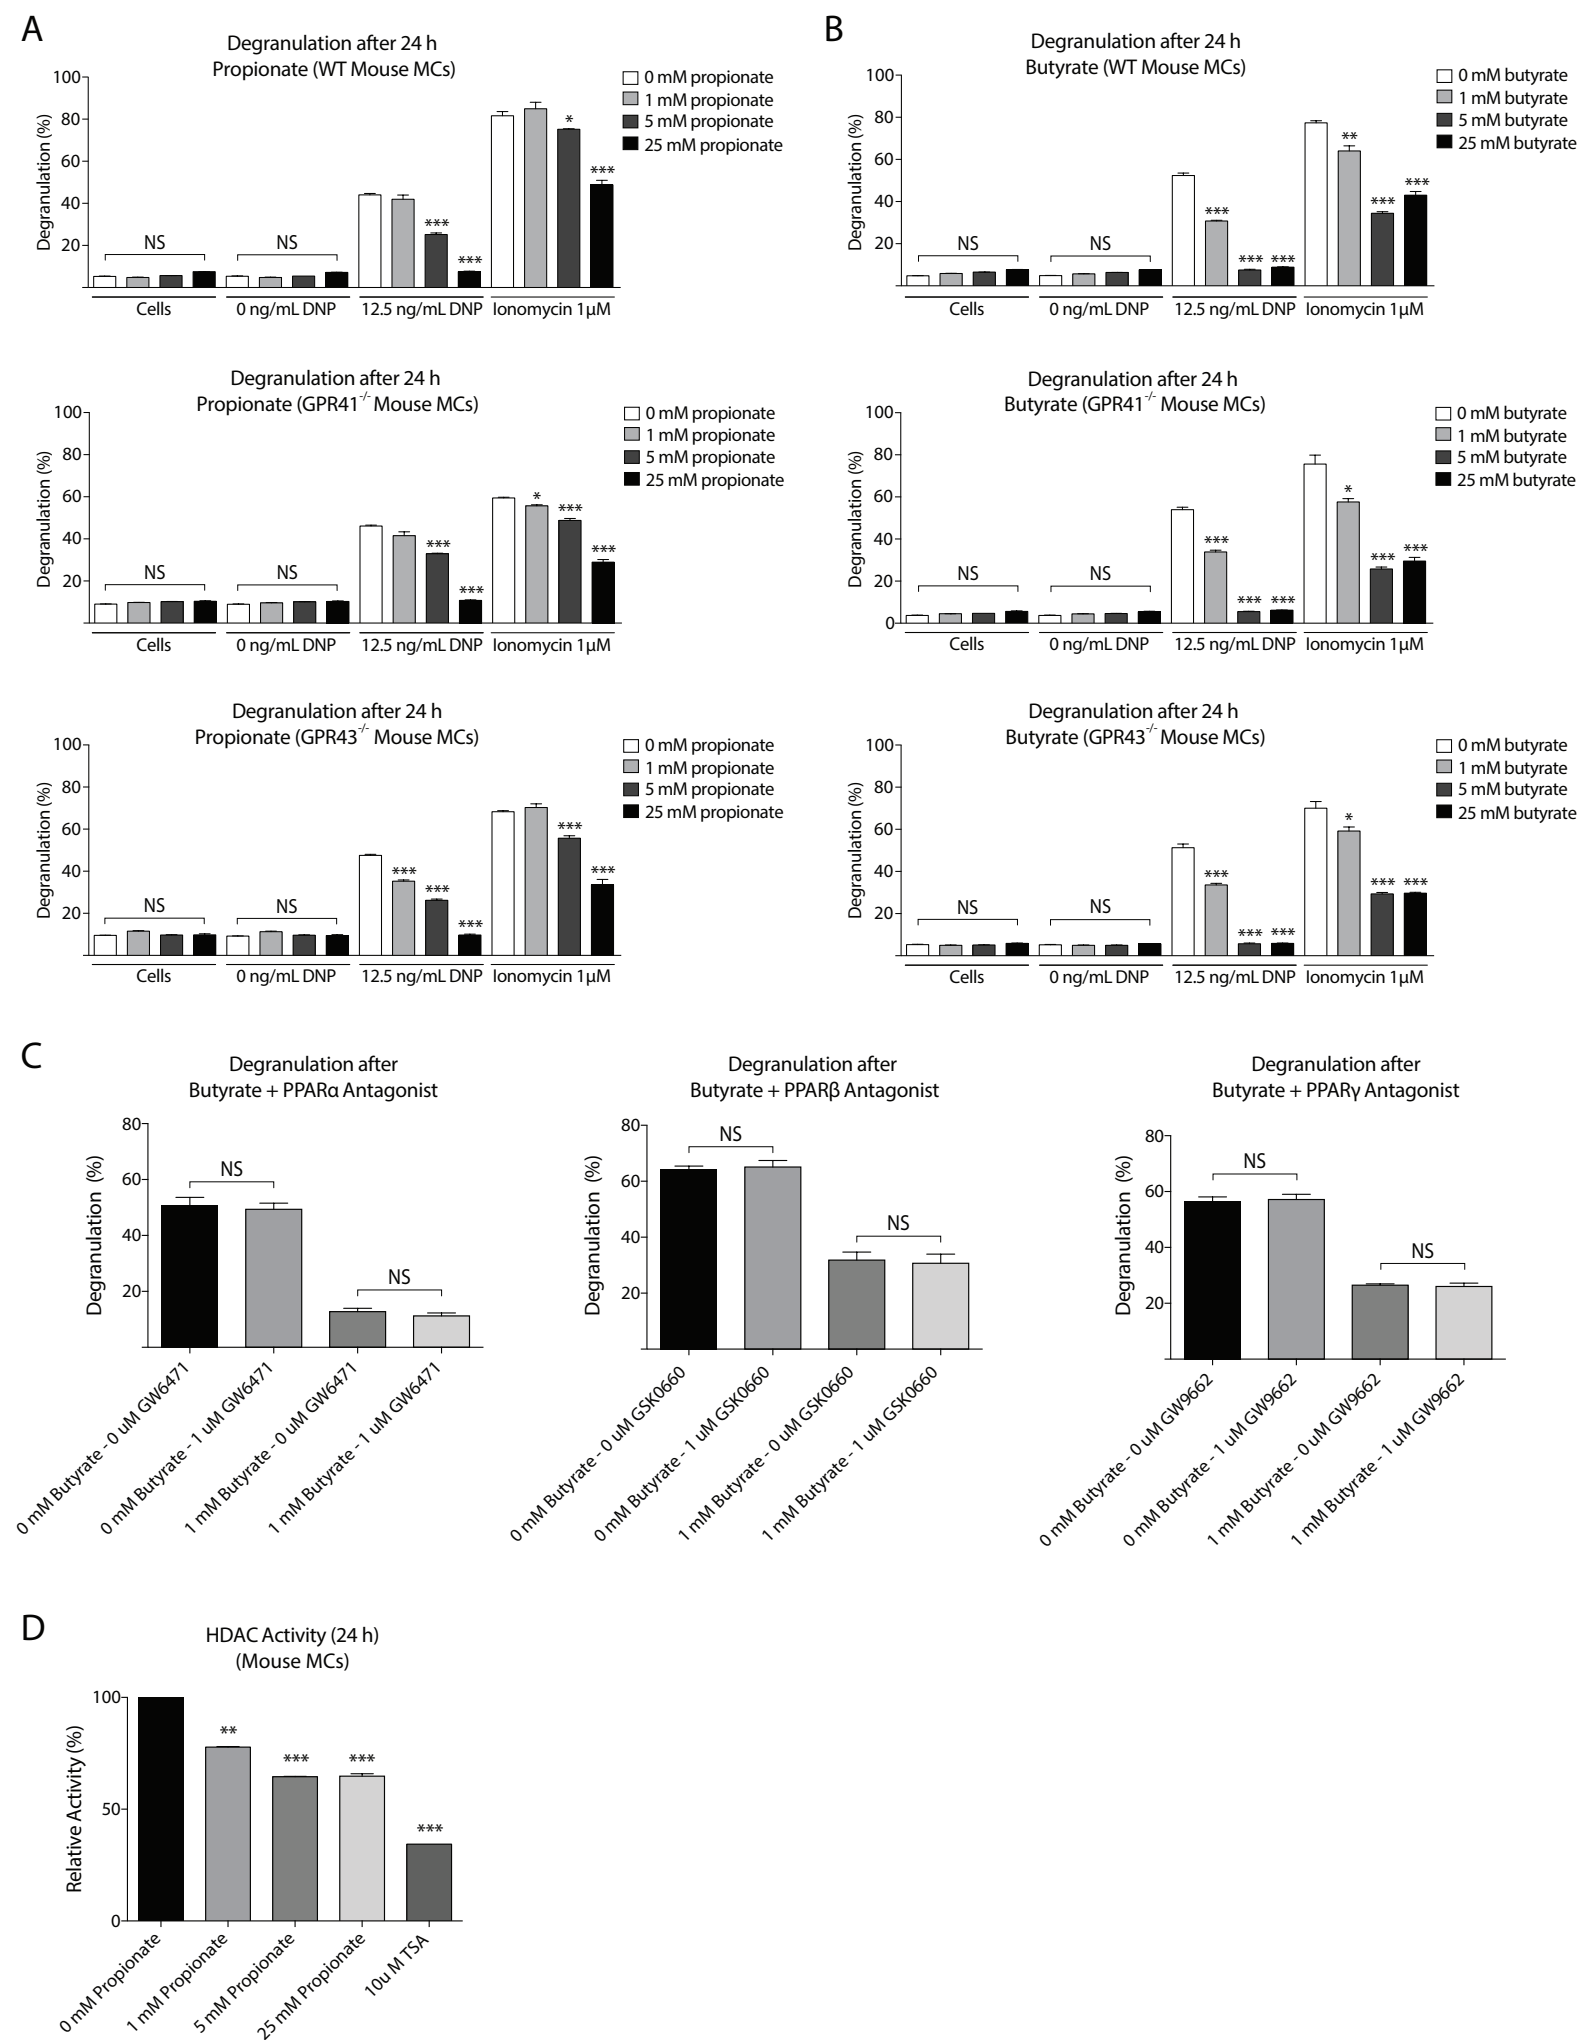 A
Degranulation after 24 h
Propionate (WT Mouse MCs)
Degranulation (%)
100
80
60
40
20
0 mM propionate
1 mM propionate
5 mM propionate
25 mM propionate
NS
NS
***
***
*
***
Cells
0 ng/mL DNP
12.5 ng/mL DNP
Ionomycin 1µM
Degranulation after 24 h
Propionate (GPR41-/- Mouse MCs)
Degranulation (%)
100
80
60
40
20
0 mM propionate
1 mM propionate
5 mM propionate
25 mM propionate
NS
NS
***
***
*
***
***
Cells
0 ng/mL DNP
12.5 ng/mL DNP
Ionomycin 1µM
Degranulation after 24 h
Propionate (GPR43-/- Mouse MCs)
Degranulation (%)
100
80
60
40
20
0 mM propionate
1 mM propionate
5 mM propionate
25 mM propionate
NS
NS
***
***
***
***
***
Cells
0 ng/mL DNP
12.5 ng/mL DNP
Ionomycin 1µM
B
Degranulation after 24 h
Butyrate (WT Mouse MCs)
Degranulation (%)
100
80
60
40
20
0 mM butyrate
1 mM butyrate
5 mM butyrate
25 mM butyrate
NS
NS
***
***
***
**
***
***
Cells
0 ng/mL DNP
12.5 ng/mL DNP
Ionomycin 1µM
Degranulation after 24 h
Butyrate (GPR41-/- Mouse MCs)
Degranulation (%)
100
80
60
40
20
0
0 mM butyrate
1 mM butyrate
5 mM butyrate
25 mM butyrate
NS
NS
***
***
***
*
***
***
Cells
0 ng/mL DNP
12.5 ng/mL DNP
Ionomycin 1µM
Degranulation after 24 h
Butyrate (GPR43-/- Mouse MCs)
Degranulation (%)
100
80
60
40
20
0 mM butyrate
1 mM butyrate
5 mM butyrate
25 mM butyrate
NS
NS
***
***
***
*
***
***
Cells
0 ng/mL DNP
12.5 ng/mL DNP
Ionomycin 1µM
C
Degranulation after
Butyrate + PPARα Antagonist
Degranulation (%)
80
60
40
20
NS
NS
0 mM Butyrate - 0 uM GW6471
0 mM Butyrate - 1 uM GW6471
1 mM Butyrate - 0 uM GW6471
1 mM Butyrate - 1 uM GW6471
Degranulation after
Butyrate + PPARβ Antagonist
Degranulation (%)
80
60
40
20
NS
NS
0 mM Butyrate - 0 uM GSK0660
0 mM Butyrate - 1 uM GSK0660
1 mM Butyrate - 0 uM GSK0660
1 mM Butyrate - 1 uM GSK0660
Degranulation after
Butyrate + PPARγ Antagonist
Degranulation (%)
80
60
40
20
NS
NS
0 mM Butyrate - 0 uM GW9662
0 mM Butyrate - 1 uM GW9662
1 mM Butyrate - 0 uM GW9662
1 mM Butyrate - 1 uM GW9662
D
HDAC Activity (24 h)
(Mouse MCs)
Relative Activity (%)
100
50
0
**
***
***
***
0 mM Propionate
1 mM Propionate
5 mM Propionate
25 mM Propionate
10u M TSA